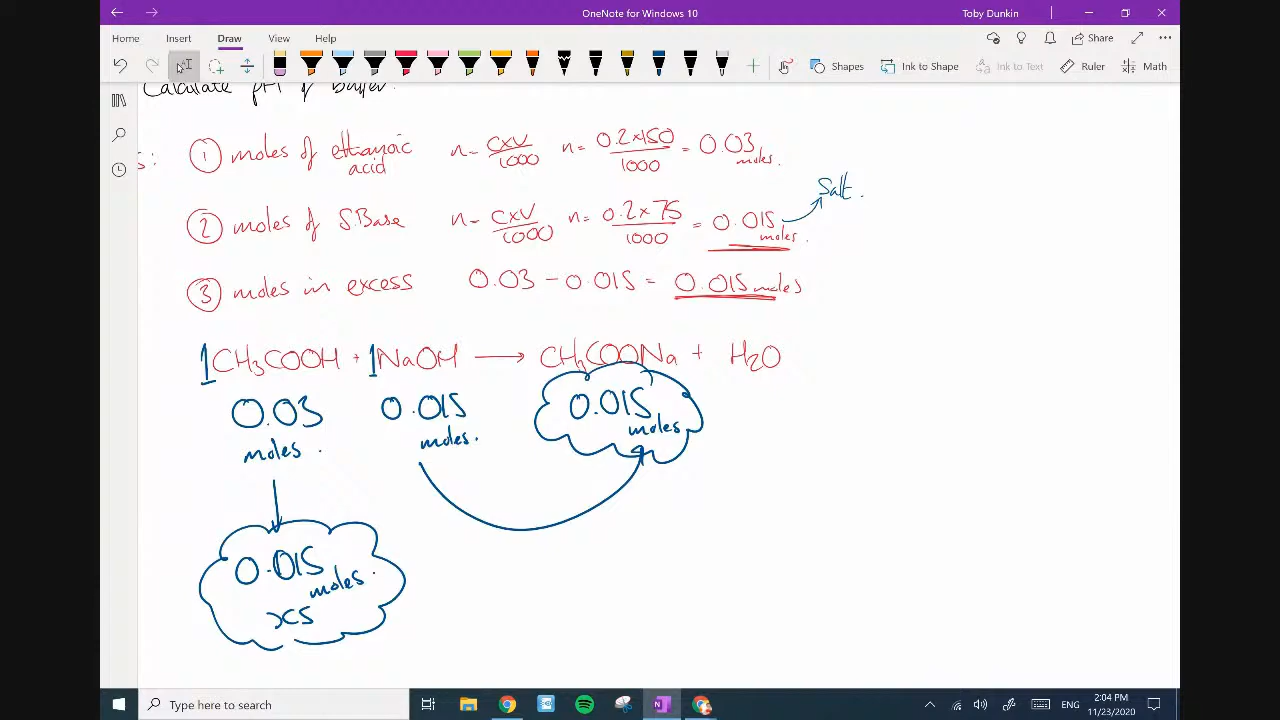 OneNote for Windows 10
Toby Dunkin
Home Insert Draw View Help
Share
Shapes Ink to Shape Ink to Text Ruler Math
Calculate pH of Buffer.
S: ① moles of ethanoic acid n = CxV/1000 n = 0.2x150/1000 = 0.03 moles.
Salt.
② moles of S.Base n = CxV/1000 n = 0.2x75/1000 = 0.015 moles.
③ moles in excess 0.03 - 0.015 = 0.015 moles
1CH3COOH + 1NaOH → CH3COONa + H2O
0.03 moles. 0.015 moles. 0.015 moles
0.015 moles.
xcs
Type here to search
ENG
2:04 PM
11/23/2020